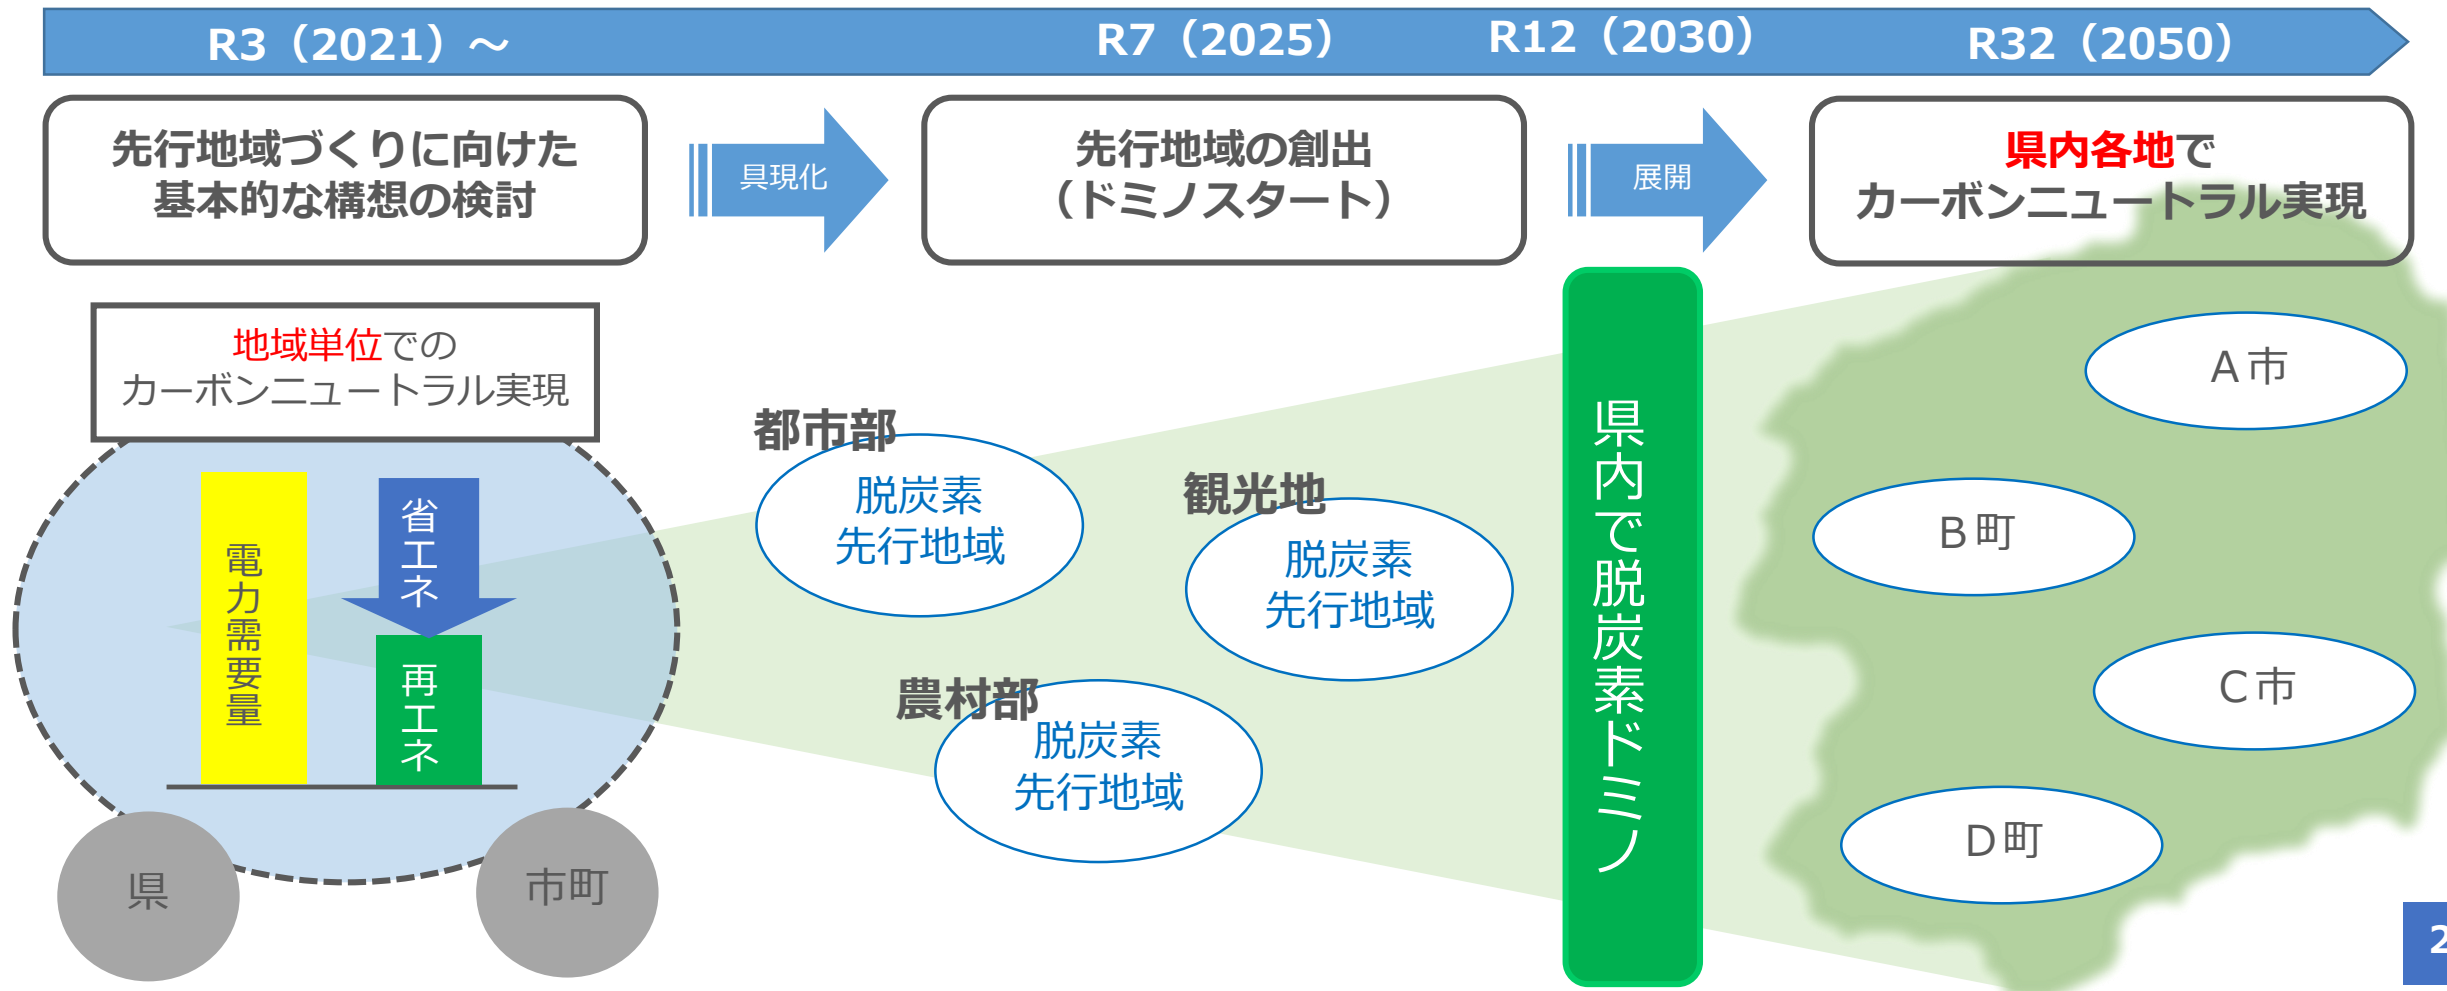 R3（2021）～
R7（2025）
R12（2030）
R32（2050）
先行地域づくりに向けた
基本的な構想の検討
具現化
先行地域の創出
（ドミノスタート）
展開
県内各地で
カーボンニュートラル実現
地域単位での
カーボンニュートラル実現
電力需要量
省エネ
再エネ
県
市町
都市部
脱炭素
先行地域
観光地
脱炭素
先行地域
農村部
脱炭素
先行地域
県内で脱炭素ドミノ
Ａ市
Ｂ町
Ｃ市
Ｄ町
2